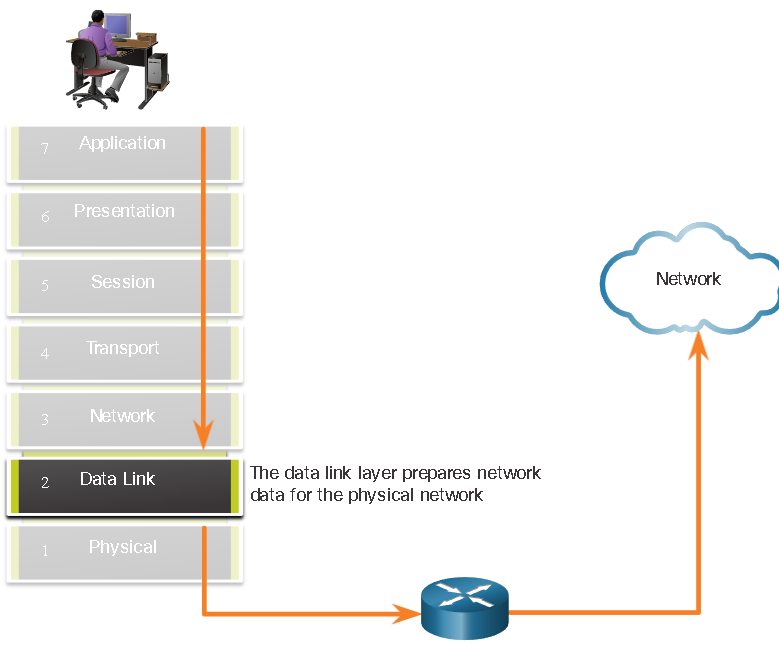 7 Application
6 Presentation
5 Session
4 Transport
3 Network
2 Data Link
The data link layer prepares network
data for the physical network
1 Physical
Network